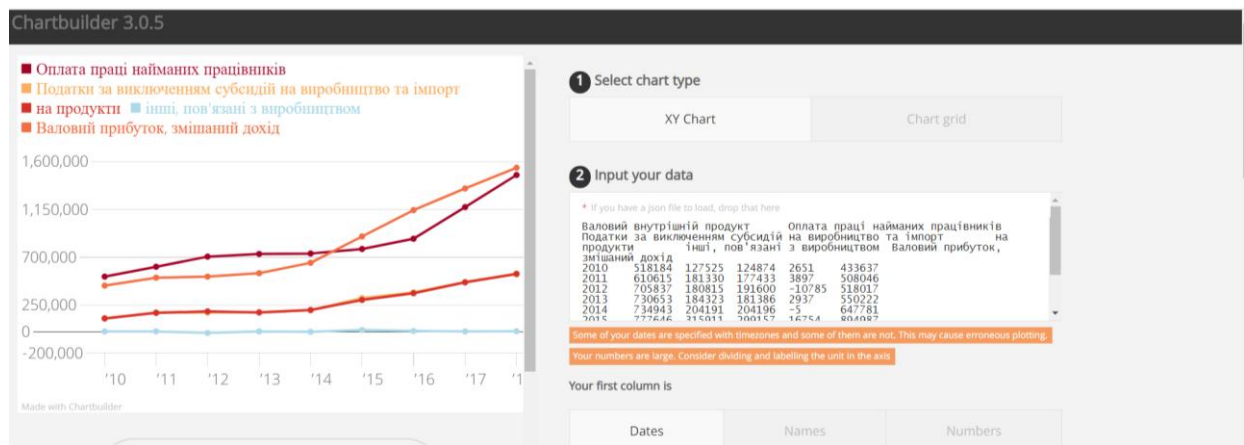 Chartbuilder 3.0.5
Оплата праці найманих працівників
Податки за виключенням субсидій на виробництво та імпорт
на продукти інші, пов'язані з виробництвом
Валовий прибуток, змішаний дохід
1,600,000
1,150,000
700,000
250,000
0
-200,000
'10 '11 '12 '13 '14 '15 '16 '17 '1
Made with Chartbuilder
1 Select chart type
XY Chart Chart grid
2 Input your data
* If you have a json file to load, drop that here
Валовий внутрішній продукт Оплата праці найманих працівників
Податки за виключенням субсидій на виробництво та імпорт на
продукти інші, пов'язані з виробництвом Валовий прибуток,
змішаний дохід
2010 518184 127525 124874 2651 433637
2011 610615 181330 177433 3897 508046
2012 705837 180815 191600 -10785 518017
2013 730653 184323 181386 2937 550222
2014 734943 204191 204196 -5 647781
2015 777646 315911 299157 16754 894987
Some of your dates are specified with timezones and some of them are not. This may cause erroneous plotting.
Your numbers are large. Consider dividing and labelling the unit in the axis
Your first column is
Dates Names Numbers